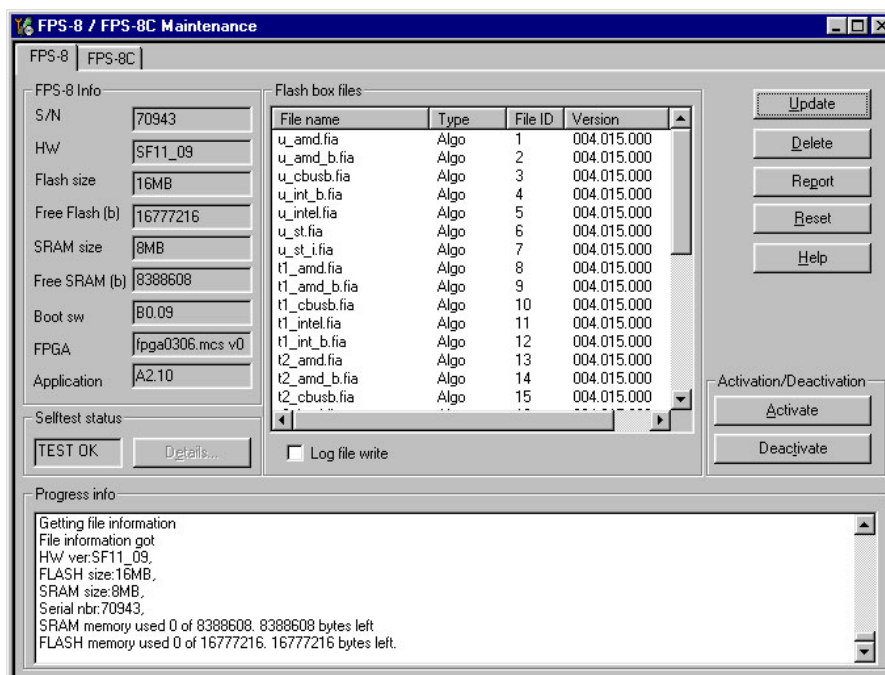 FPS-8 / FPS-8C Maintenance
FPS-8 FPS-8C
FPS-8 Info
S/N 70943
HW SF11_09
Flash size 16MB
Free Flash (b) 16777216
SRAM size 8MB
Free SRAM (b) 8388608
Boot sw B0.09
FPGA fpga0306.mcs v0
Application A2.10
Selftest status
TEST OK Details...
Flash box files
File name Type File ID Version
u_amd.fia Algo 1 004.015.000
u_amd_b.fia Algo 2 004.015.000
u_cbusb.fia Algo 3 004.015.000
u_int_b.fia Algo 4 004.015.000
u_intel.fia Algo 5 004.015.000
u_st.fia Algo 6 004.015.000
u_st_i.fia Algo 7 004.015.000
t1_amd.fia Algo 8 004.015.000
t1_amd_b.fia Algo 9 004.015.000
t1_cbusb.fia Algo 10 004.015.000
t1_intel.fia Algo 11 004.015.000
t1_int_b.fia Algo 12 004.015.000
t2_amd.fia Algo 13 004.015.000
t2_amd_b.fia Algo 14 004.015.000
t2_cbusb.fia Algo 15 004.015.000
Log file write
Update
Delete
Report
Reset
Help
Activation/Deactivation
Activate
Deactivate
Progress info
Getting file information
File information got
HW ver:SF11_09,
FLASH size:16MB,
SRAM size:8MB,
Serial nbr:70943,
SRAM memory used 0 of 8388608. 8388608 bytes left
FLASH memory used 0 of 16777216. 16777216 bytes left.